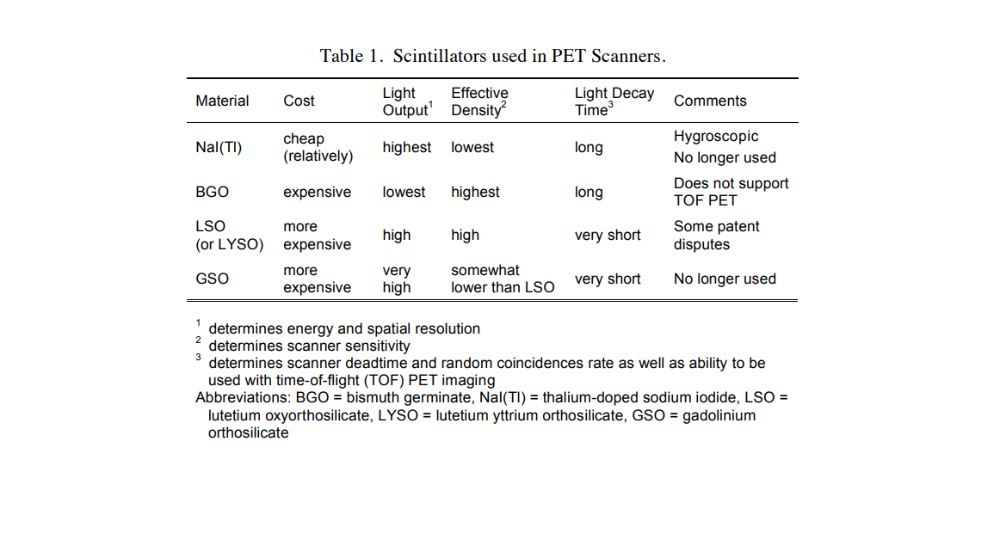 Table 1. Scintillators used in PET Scanners.
Material Cost Light Output1 Effective Density2 Light Decay Time3 Comments
NaI(Tl) cheap (relatively) highest lowest long Hygroscopic No longer used
BGO expensive lowest highest long Does not support TOF PET
LSO (or LYSO) more expensive high high very short Some patent disputes
GSO more expensive very high somewhat lower than LSO very short No longer used
1 determines energy and spatial resolution
2 determines scanner sensitivity
3 determines scanner deadtime and random coincidences rate as well as ability to be
used with time-of-flight (TOF) PET imaging
Abbreviations: BGO = bismuth germinate, NaI(Tl) = thalium-doped sodium iodide, LSO =
lutetium oxyorthosilicate, LYSO = lutetium yttrium orthosilicate, GSO = gadolinium
orthosilicate